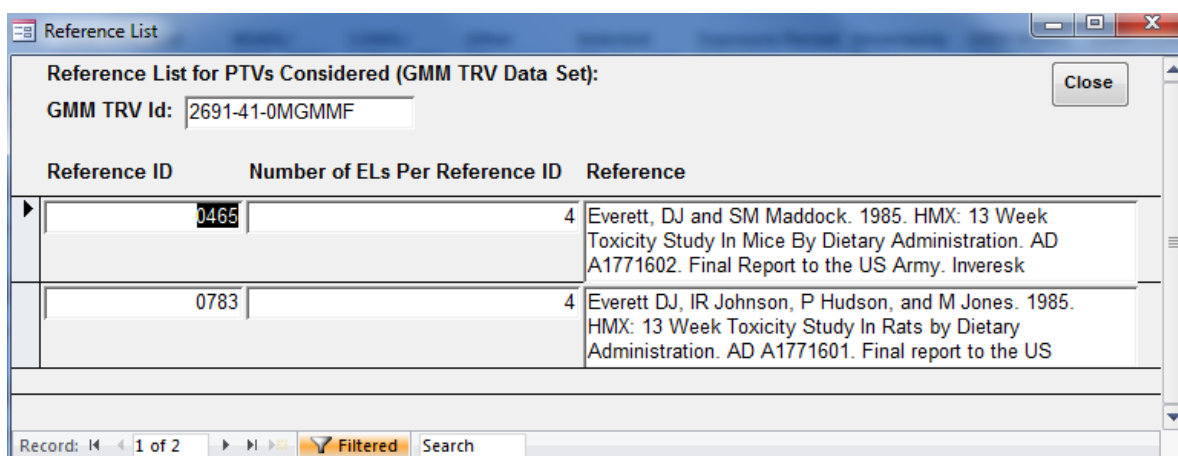 Reference List
Reference List for PTVs Considered (GMM TRV Data Set):
Close
GMM TRV Id: 2691-41-0MGMMF
Reference ID Number of ELs Per Reference ID Reference
0465 4 Everett, DJ and SM Maddock. 1985. HMX: 13 Week
Toxicity Study In Mice By Dietary Administration. AD
A1771602. Final Report to the US Army. Inveresk
0783 4 Everett DJ, IR Johnson, P Hudson, and M Jones. 1985.
HMX: 13 Week Toxicity Study In Rats by Dietary
Administration. AD A1771601. Final report to the US
Record: 1 of 2 Filtered Search